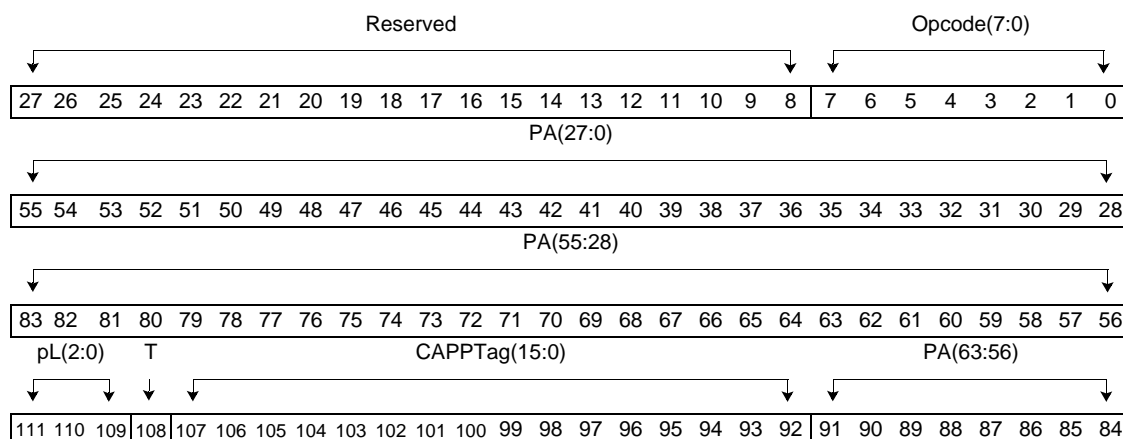 Reserved Opcode(7:0)
27 26 25 24 23 22 21 20 19 18 17 16 15 14 13 12 11 10 9 8 7 6 5 4 3 2 1 0
PA(27:0)
55 54 53 52 51 50 49 48 47 46 45 44 43 42 41 40 39 38 37 36 35 34 33 32 31 30 29 28
PA(55:28)
83 82 81 80 79 78 77 76 75 74 73 72 71 70 69 68 67 66 65 64 63 62 61 60 59 58 57 56
pL(2:0) T CAPPTag(15:0) PA(63:56)
111 110 109 108 107 106 105 104 103 102 101 100 99 98 97 96 95 94 93 92 91 90 89 88 87 86 85 84